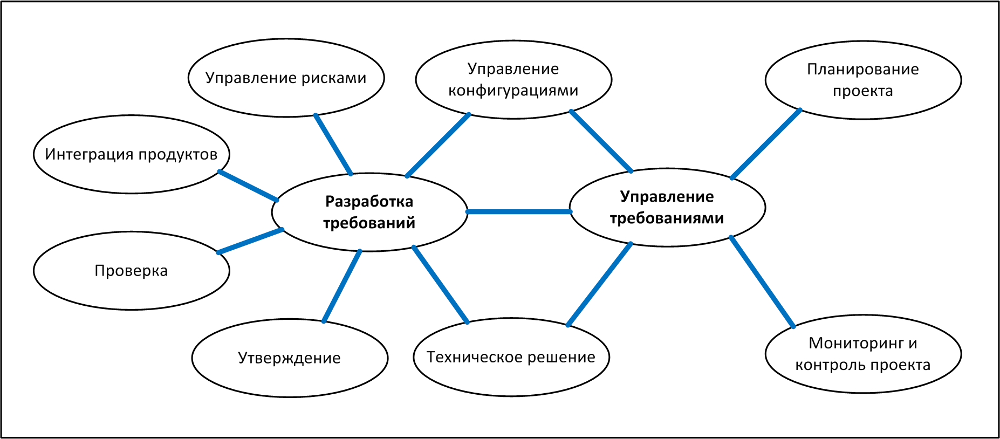 Управление рисками
Управление
конфигурациями
Планирование
проекта
Интеграция продуктов
Разработка
требований
Управление
требованиями
Проверка
Утверждение
Техническое решение
Мониторинг и
контроль проекта